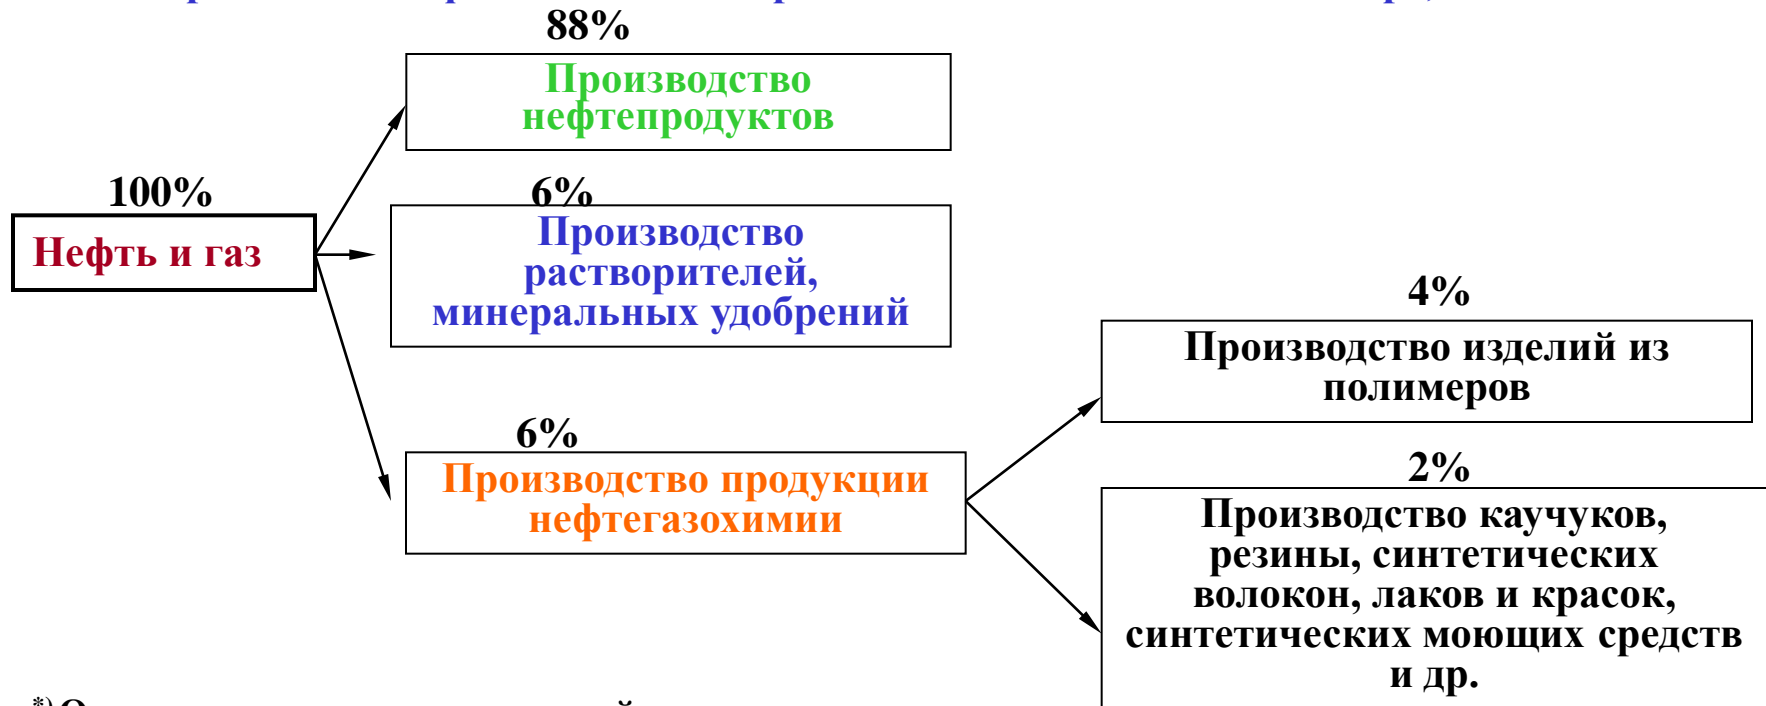 88%
Производство
нефтепродуктов
100%
Нефть и газ
6%
Производство
растворителей,
минеральных удобрений
6%
Производство продукции
нефтегазохимии
4%
Производство изделий из
полимеров
2%
Производство каучуков,
резины, синтетических
волокон, лаков и красок,
синтетических моющих средств
и др.
*)